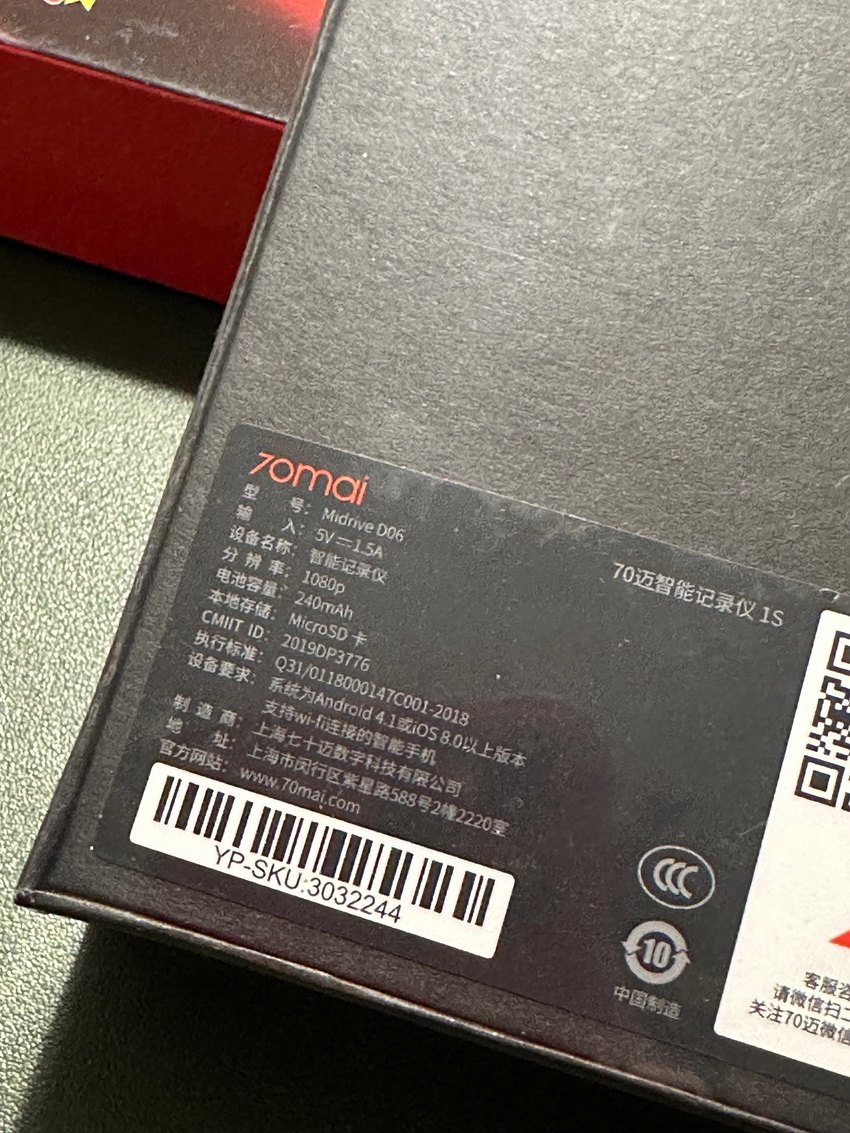 70mai
型号：Midrive D06
输入：5V⎓1.5A
设备名称：智能记录仪
分辨率：1080p
电池容量：240mAh
本地存储：MicroSD 卡
CMIIT ID：2019DP3776
执行标准：Q31/0118000147C001-2018
设备要求：系统为Android 4.1或iOS 8.0以上版本
支持wi-fi连接的智能手机
制造商：上海七十迈数字科技有限公司
地址：上海市闵行区紫星路588号2幢2220室
官方网站：www.70mai.com
YP-SKU:3032244
70迈智能记录仪 1S
CCC
10
中国制造
客服咨
请微信扫二
关注70迈微信